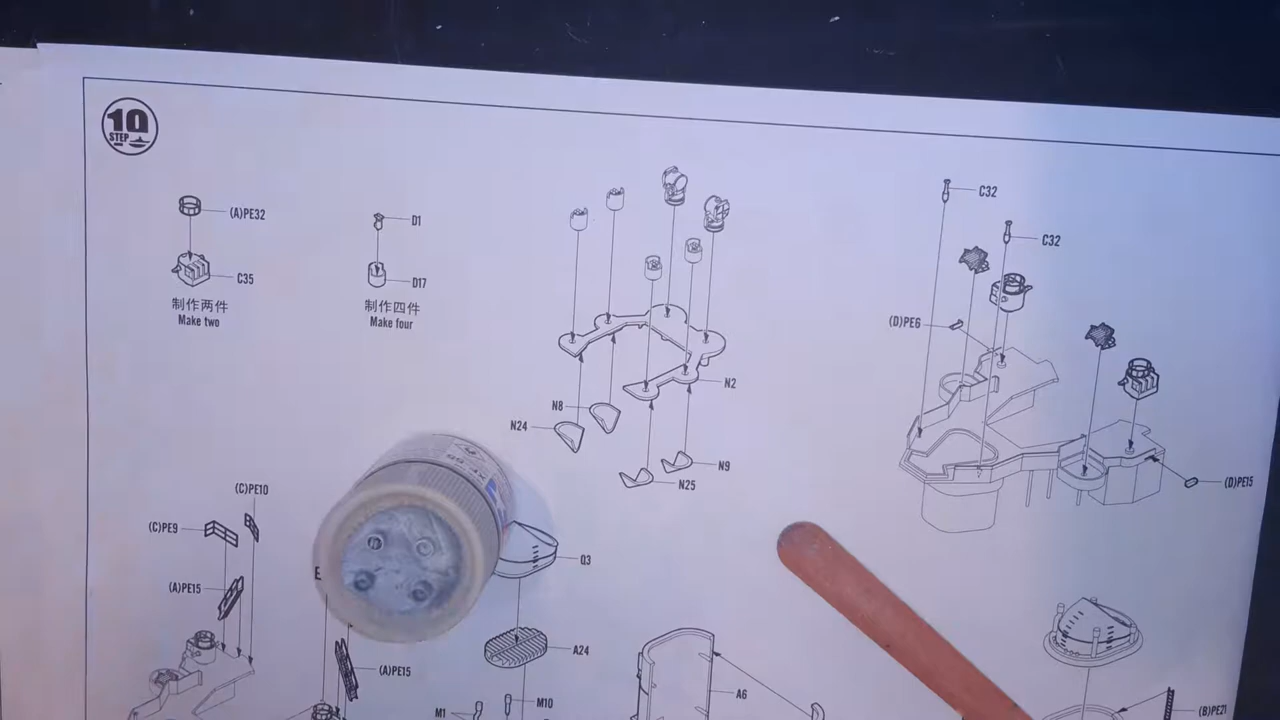 10
STEP
(A)PE32
C35
制作两件
Make two
D1
D17
制作四件
Make four
N2
N8
N24
N9
N25
C32
C32
(D)PE6
(D)PE15
(C)PE10
(C)PE9
(A)PE15
E
Q3
(A)PE15
A24
M10
M1
A6
(B)PE21